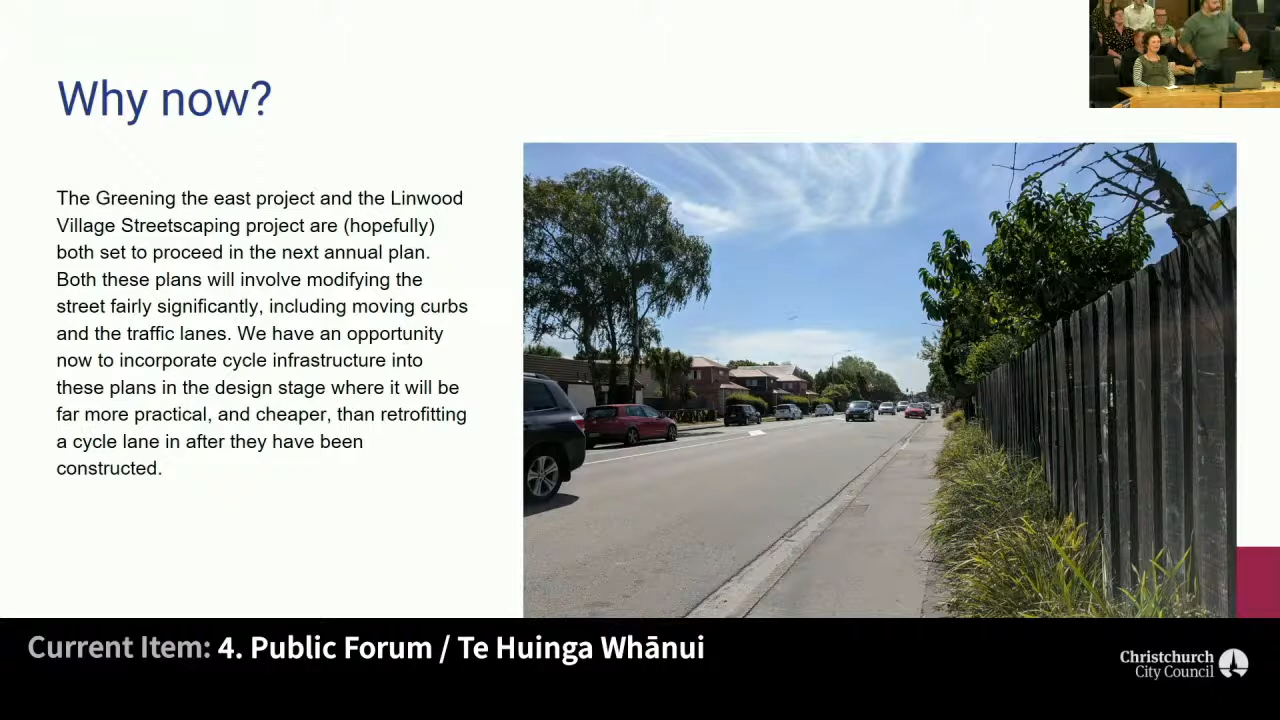 Why now?
The Greening the east project and the Linwood
Village Streetscaping project are (hopefully)
both set to proceed in the next annual plan.
Both these plans will involve modifying the
street fairly significantly, including moving curbs
and the traffic lanes. We have an opportunity
now to incorporate cycle infrastructure into
these plans in the design stage where it will be
far more practical, and cheaper, than retrofitting
a cycle lane in after they have been
constructed.
Current Item: 4. Public Forum / Te Huinga Whānui
Christchurch
City Council